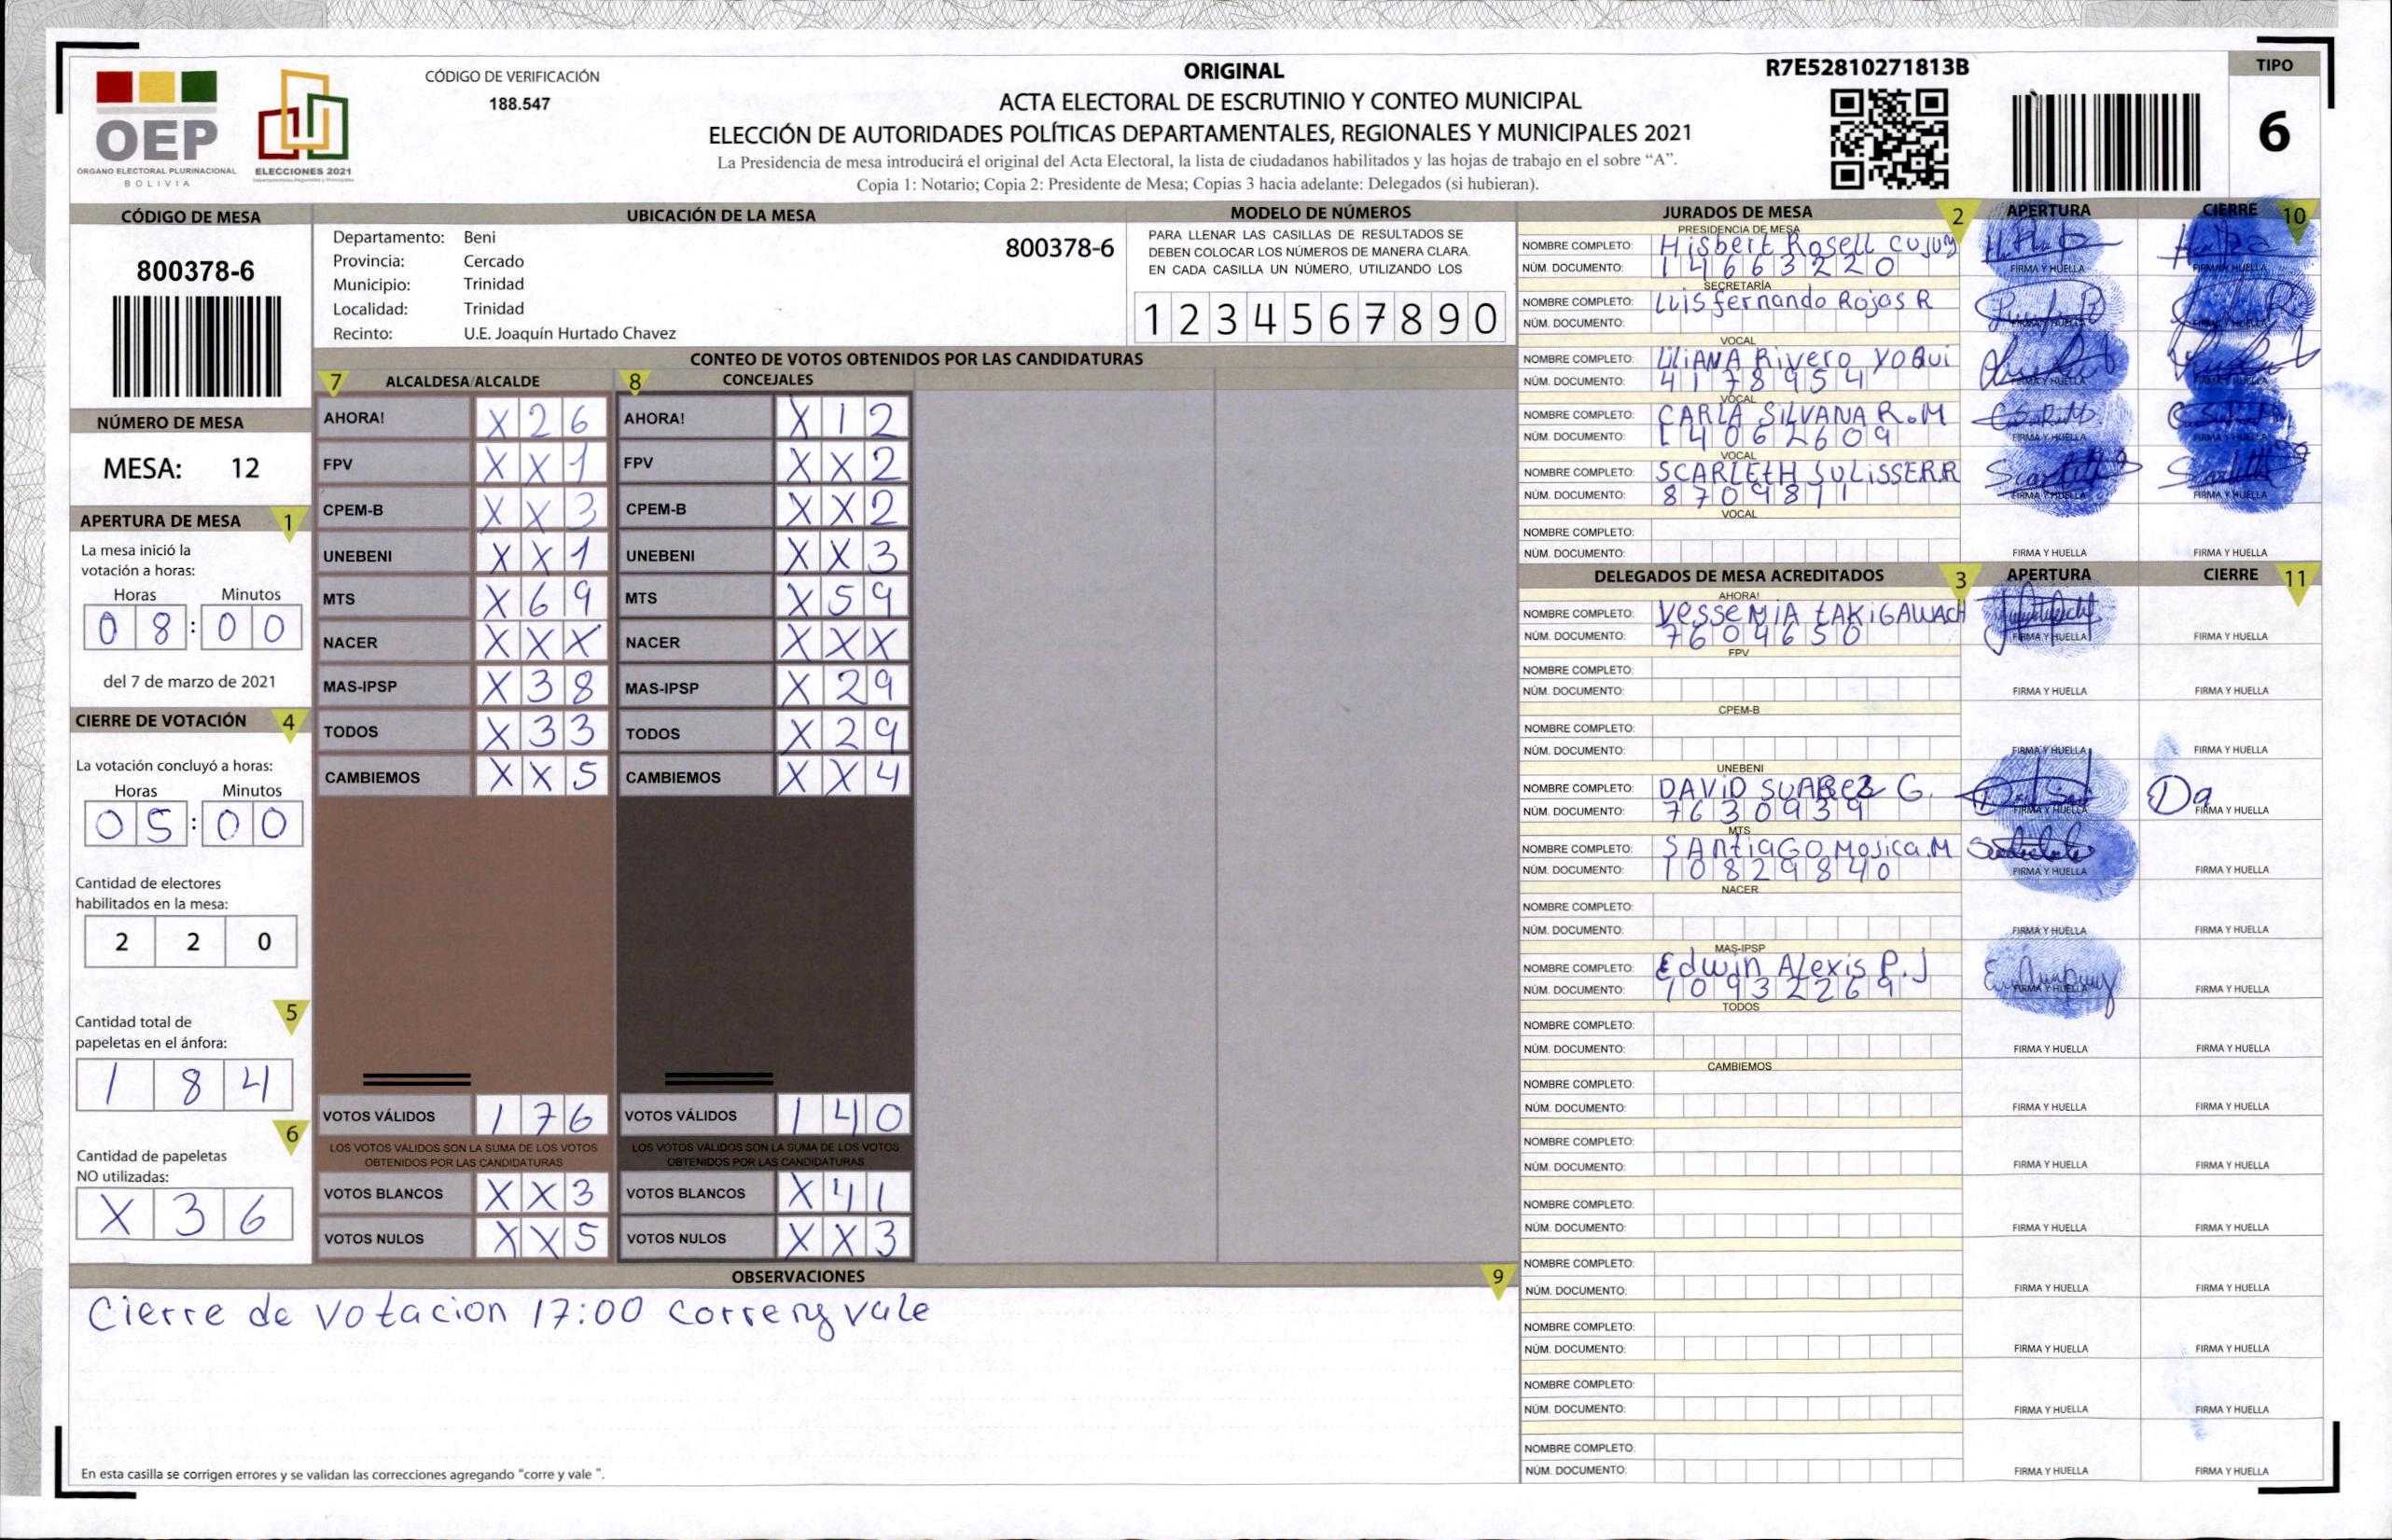 CÓDIGO DE VERIFICACIÓN
188.547
OEP
ÓRGANO ELECTORAL PLURINACIONAL
BOLIVIA
ELECCIONES 2021
ORIGINAL
ACTA ELECTORAL DE ESCRUTINIO Y CONTEO MUNICIPAL
ELECCIÓN DE AUTORIDADES POLÍTICAS DEPARTAMENTALES, REGIONALES Y MUNICIPALES 2021
La Presidencia de mesa introducirá el original del Acta Electoral, la lista de ciudadanos habilitados y las hojas de trabajo en el sobre “A”.
Copia 1: Notario; Copia 2: Presidente de Mesa; Copias 3 hacia adelante: Delegados (si hubieran).
R7E52810271813B
TIPO
6
CÓDIGO DE MESA
800378-6
NÚMERO DE MESA
MESA: 12
APERTURA DE MESA 1
La mesa inició la
votación a horas:
Horas Minutos
0 8 : 0 0
del 7 de marzo de 2021
CIERRE DE VOTACIÓN 4
La votación concluyó a horas:
Horas Minutos
0 5 : 0 0
Cantidad de electores
habilitados en la mesa:
2 2 0
5
Cantidad total de
papeletas en el ánfora:
1 8 4
6
Cantidad de papeletas
NO utilizadas:
X 3 6
UBICACIÓN DE LA MESA
Departamento: Beni
800378-6
Provincia: Cercado
Municipio: Trinidad
Localidad: Trinidad
Recinto: U.E. Joaquín Hurtado Chavez
MODELO DE NÚMEROS
PARA LLENAR LAS CASILLAS DE RESULTADOS SE
DEBEN COLOCAR LOS NÚMEROS DE MANERA CLARA.
EN CADA CASILLA UN NÚMERO, UTILIZANDO LOS
1 2 3 4 5 6 7 8 9 0
CONTEO DE VOTOS OBTENIDOS POR LAS CANDIDATURAS
7 ALCALDESA/ALCALDE 8 CONCEJALES
AHORA! X 2 6 AHORA! X 1 2
FPV X X 1 FPV X X 2
CPEM-B X X 3 CPEM-B X X 2
UNEBENI X X 1 UNEBENI X X 3
MTS X 6 9 MTS X 5 9
NACER X X X NACER X X X
MAS-IPSP X 3 8 MAS-IPSP X 2 9
TODOS X 3 3 TODOS X 2 9
CAMBIEMOS X X 5 CAMBIEMOS X X 4
VOTOS VÁLIDOS 1 7 6 VOTOS VÁLIDOS 1 4 0
LOS VOTOS VÁLIDOS SON LA SUMA DE LOS VOTOS LOS VOTOS VÁLIDOS SON LA SUMA DE LOS VOTOS
OBTENIDOS POR LAS CANDIDATURAS OBTENIDOS POR LAS CANDIDATURAS
VOTOS BLANCOS X X 3 VOTOS BLANCOS X 4 1
VOTOS NULOS X X 5 VOTOS NULOS X X 3
OBSERVACIONES 9
Cierre de Votacion 17:00 Corre y vale
En esta casilla se corrigen errores y se validan las correcciones agregando "corre y vale ".
JURADOS DE MESA 2 APERTURA CIERRE 10
PRESIDENCIA DE MESA
NOMBRE COMPLETO: Hisbert Rosell cujuy
NÚM. DOCUMENTO: 14663220 FIRMA Y HUELLA FIRMA Y HUELLA
SECRETARÍA
NOMBRE COMPLETO: Luis fernando Rojas R
NÚM. DOCUMENTO: FIRMA Y HUELLA
VOCAL
NOMBRE COMPLETO: LiliANA Rivero YOQui
NÚM. DOCUMENTO: 4178954 FIRMA Y HUELLA FIRMA Y HUELLA
VOCAL
NOMBRE COMPLETO: CARLA SILVANA R.M
NÚM. DOCUMENTO: 14062609 FIRMA Y HUELLA FIRMA Y HUELLA
VOCAL
NOMBRE COMPLETO: SCARLEtH SULiSSER.R
NÚM. DOCUMENTO: 8709871 FIRMA Y HUELLA FIRMA Y HUELLA
VOCAL
NOMBRE COMPLETO:
NÚM. DOCUMENTO: FIRMA Y HUELLA FIRMA Y HUELLA
DELEGADOS DE MESA ACREDITADOS 3 APERTURA CIERRE 11
AHORA!
NOMBRE COMPLETO: VesseMiA tAKiGAWACH
NÚM. DOCUMENTO: 7604650 FIRMA Y HUELLA FIRMA Y HUELLA
FPV
NOMBRE COMPLETO:
NÚM. DOCUMENTO: FIRMA Y HUELLA FIRMA Y HUELLA
CPEM-B
NOMBRE COMPLETO:
NÚM. DOCUMENTO: FIRMA Y HUELLA FIRMA Y HUELLA
UNEBENI
NOMBRE COMPLETO: DAViD SUAREZ G. Da
NÚM. DOCUMENTO: 7630939 FIRMA Y HUELLA FIRMA Y HUELLA
MTS
NOMBRE COMPLETO: SAntiaGO Mosica.M
NÚM. DOCUMENTO: 10829840 FIRMA Y HUELLA FIRMA Y HUELLA
NACER
NOMBRE COMPLETO:
NÚM. DOCUMENTO: FIRMA Y HUELLA FIRMA Y HUELLA
MAS-IPSP
NOMBRE COMPLETO: Edwin Alexis P.J
NÚM. DOCUMENTO: 10932269 FIRMA Y HUELLA FIRMA Y HUELLA
TODOS
NOMBRE COMPLETO:
NÚM. DOCUMENTO: FIRMA Y HUELLA FIRMA Y HUELLA
CAMBIEMOS
NOMBRE COMPLETO:
NÚM. DOCUMENTO: FIRMA Y HUELLA FIRMA Y HUELLA
NOMBRE COMPLETO:
NÚM. DOCUMENTO: FIRMA Y HUELLA FIRMA Y HUELLA
NOMBRE COMPLETO:
NÚM. DOCUMENTO: FIRMA Y HUELLA FIRMA Y HUELLA
NOMBRE COMPLETO:
NÚM. DOCUMENTO: FIRMA Y HUELLA FIRMA Y HUELLA
NOMBRE COMPLETO:
NÚM. DOCUMENTO: FIRMA Y HUELLA FIRMA Y HUELLA
NOMBRE COMPLETO:
NÚM. DOCUMENTO: FIRMA Y HUELLA FIRMA Y HUELLA
NOMBRE COMPLETO:
NÚM. DOCUMENTO: FIRMA Y HUELLA FIRMA Y HUELLA